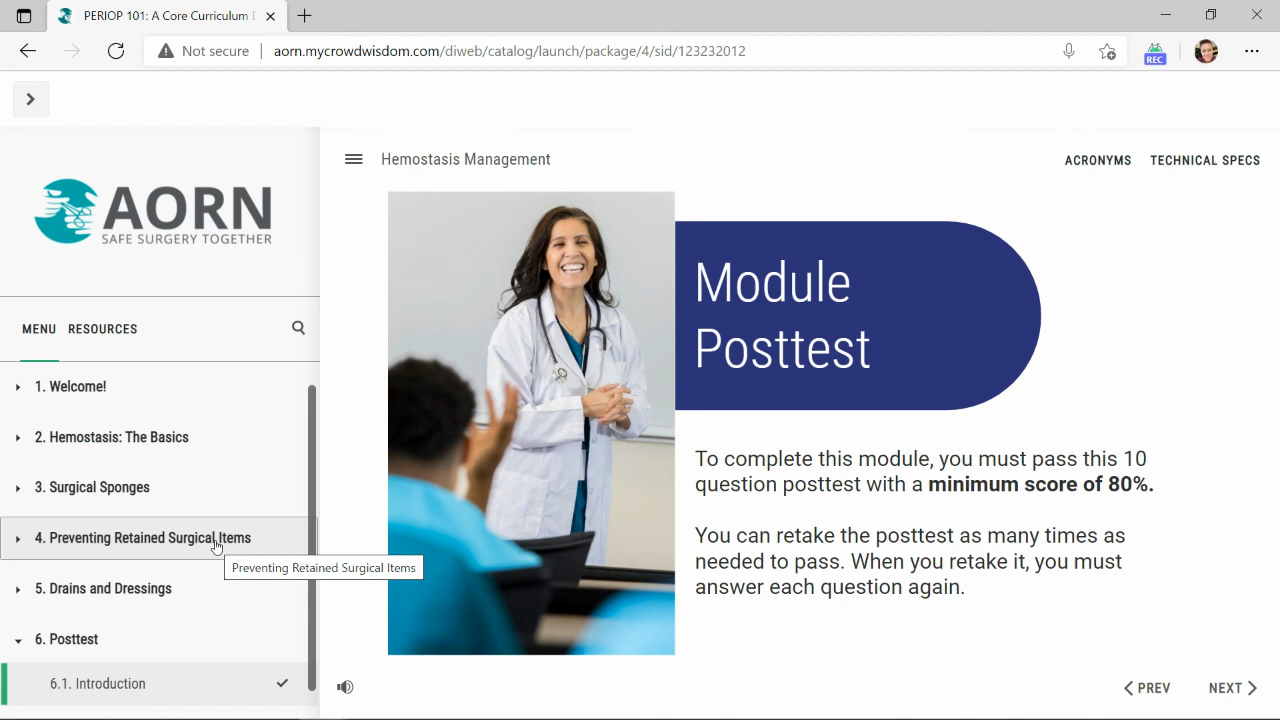 PERIOP 101: A Core Curriculum
Not secure
aorn.mycrowdwisdom.com/diweb/catalog/launch/package/4/sid/123232012
REC
AORN
SAFE SURGERY TOGETHER
MENU RESOURCES
1. Welcome!
2. Hemostasis: The Basics
3. Surgical Sponges
4. Preventing Retained Surgical Items
Preventing Retained Surgical Items
5. Drains and Dressings
6. Posttest
6.1. Introduction
Hemostasis Management
ACRONYMS TECHNICAL SPECS
Module
Posttest
To complete this module, you must pass this 10
question posttest with a minimum score of 80%.
You can retake the posttest as many times as
needed to pass. When you retake it, you must
answer each question again.
PREV NEXT